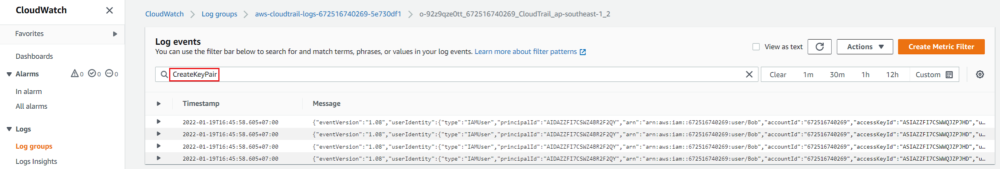 CloudWatch
Favorites
Dashboards
Alarms 0 0 0
In alarm
All alarms
Logs
Log groups
Logs Insights
CloudWatch Log groups aws-cloudtrail-logs-672516740269-5e730df1 o-92z9qze0tt_672516740269_CloudTrail_ap-southeast-1_2
Log events
You can use the filter bar below to search for and match terms, phrases, or values in your log events. Learn more about filter patterns
View as text Actions Create Metric Filter
CreateKeyPair Clear 1m 30m 1h 12h Custom
Timestamp Message
2022-01-19T16:45:58.605+07:00 {"eventVersion":"1.08","userIdentity":{"type":"IAMUser","principalId":"AIDAZZFI7CSWZ4BR2F2QY","arn":"arn:aws:iam::672516740269:user/Bob","accountId":"672516740269","accessKeyId":"ASIAZZFI7CSWWQJZPJHD","u…
2022-01-19T16:45:58.605+07:00 {"eventVersion":"1.08","userIdentity":{"type":"IAMUser","principalId":"AIDAZZFI7CSWZ4BR2F2QY","arn":"arn:aws:iam::672516740269:user/Bob","accountId":"672516740269","accessKeyId":"ASIAZZFI7CSWWQJZPJHD","u…
2022-01-19T16:45:58.605+07:00 {"eventVersion":"1.08","userIdentity":{"type":"IAMUser","principalId":"AIDAZZFI7CSWZ4BR2F2QY","arn":"arn:aws:iam::672516740269:user/Bob","accountId":"672516740269","accessKeyId":"ASIAZZFI7CSWWQJZPJHD","u…
2022-01-19T16:45:58.605+07:00 {"eventVersion":"1.08","userIdentity":{"type":"IAMUser","principalId":"AIDAZZFI7CSWZ4BR2F2QY","arn":"arn:aws:iam::672516740269:user/Bob","accountId":"672516740269","accessKeyId":"ASIAZZFI7CSWWQJZPJHD","u…